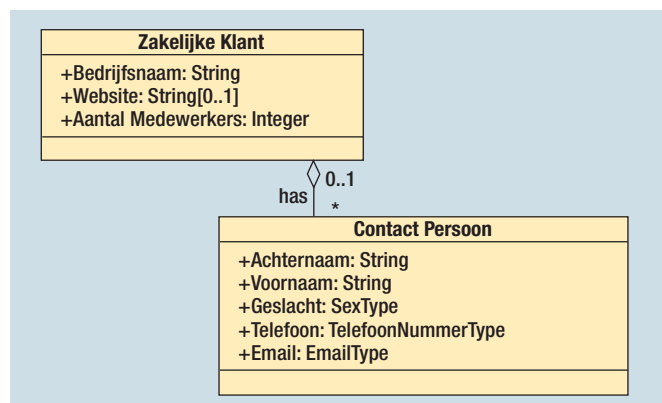 Zakelijke Klant
+Bedrijfsnaam: String
+Website: String[0..1]
+Aantal Medewerkers: Integer
0..1
has
*
Contact Persoon
+Achternaam: String
+Voornaam: String
+Geslacht: SexType
+Telefoon: TelefoonNummerType
+Email: EmailType